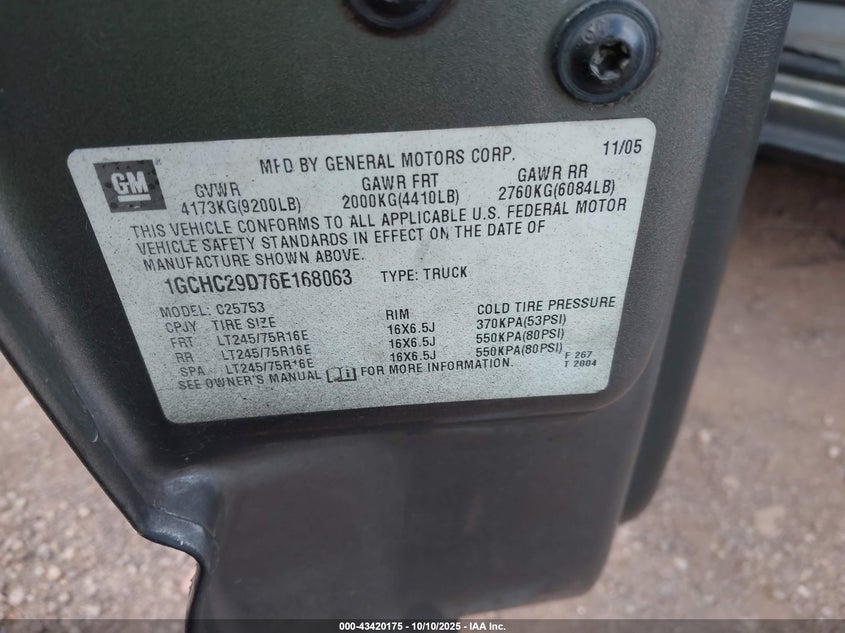 GM
MFD BY GENERAL MOTORS CORP. 11/05
GVWR GAWR FRT GAWR RR
4173KG(9200LB) 2000KG(4410LB) 2760KG(6084LB)
THIS VEHICLE CONFORMS TO ALL APPLICABLE U.S. FEDERAL MOTOR
VEHICLE SAFETY STANDARDS IN EFFECT ON THE DATE OF
MANUFACTURE SHOWN ABOVE.
1GCHC29D76E168063 TYPE: TRUCK
MODEL: C25753
CPJY TIRE SIZE RIM COLD TIRE PRESSURE
FRT LT245/75R16E 16X6.5J 370KPA(53PSI)
RR LT245/75R16E 16X6.5J 550KPA(80PSI)
SPA LT245/75R16E 16X6.5J 550KPA(80PSI)
SEE OWNER'S MANUAL FOR MORE INFORMATION.
F 267
T 2004
000-43420175 - 10/10/2025 - IAA Inc.